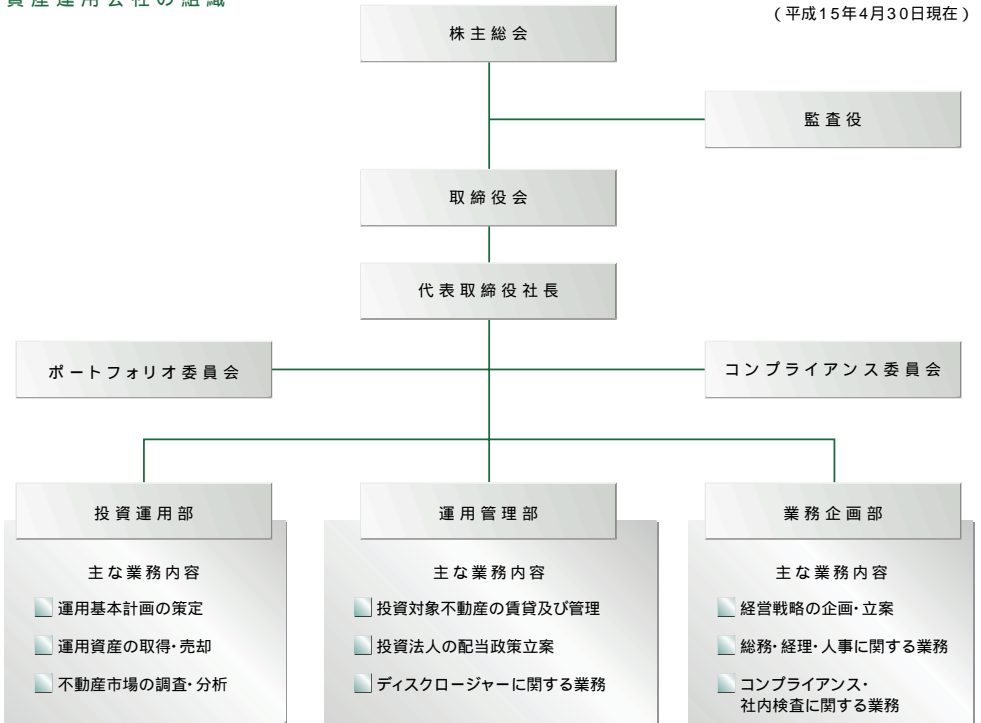 資産運用会社の組織
(平成15年4月30日現在)
株主総会
監査役
取締役会
代表取締役社長
ポートフォリオ委員会
コンプライアンス委員会
投資運用部
主な業務内容
運用基本計画の策定
運用資産の取得・売却
不動産市場の調査・分析
運用管理部
主な業務内容
投資対象不動産の賃貸及び管理
投資法人の配当政策立案
ディスクロージャーに関する業務
業務企画部
主な業務内容
経営戦略の企画・立案
総務・経理・人事に関する業務
コンプライアンス・
社内検査に関する業務